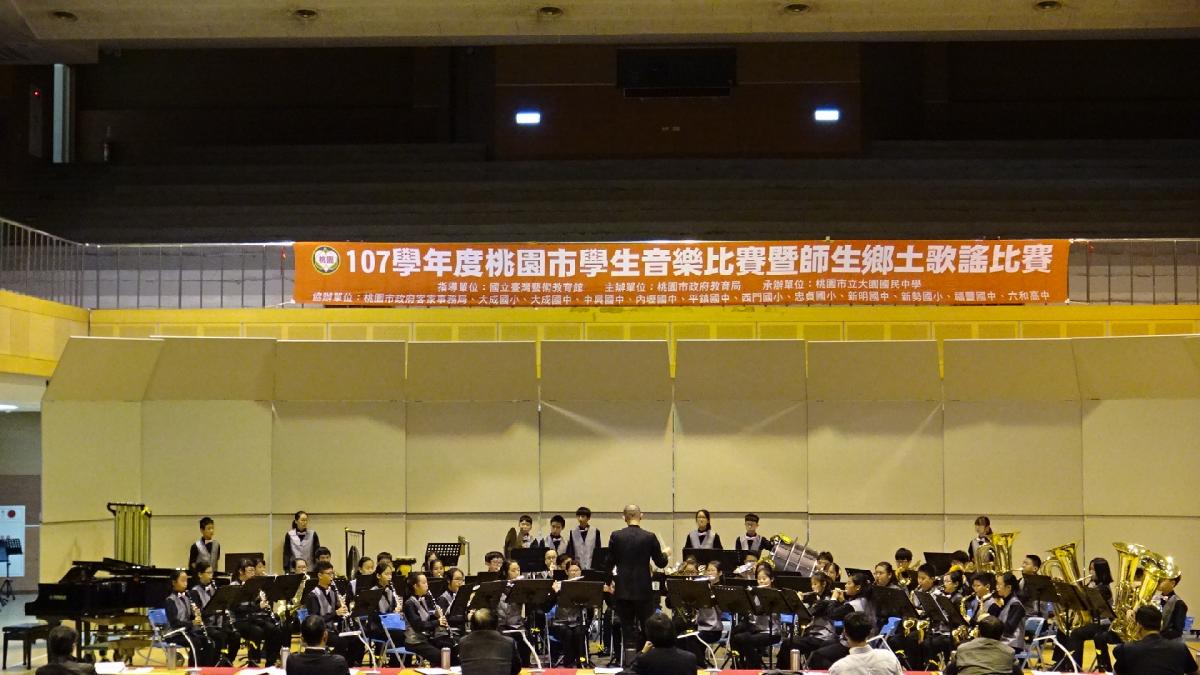 桃園
107學年度桃園市學生音樂比賽暨師生鄉土歌謠比賽
指導單位：國立臺灣藝術教育館 主辦單位：桃園市政府教育局 承辦單位：桃園市立大園國民中學
協辦單位：桃園市政府客家事務局、大成國小、大成國中、中興國中、內壢國中、平鎮國中、西門國小、忠貞國小、新明國中、新勢國小、福豐國中、六和高中